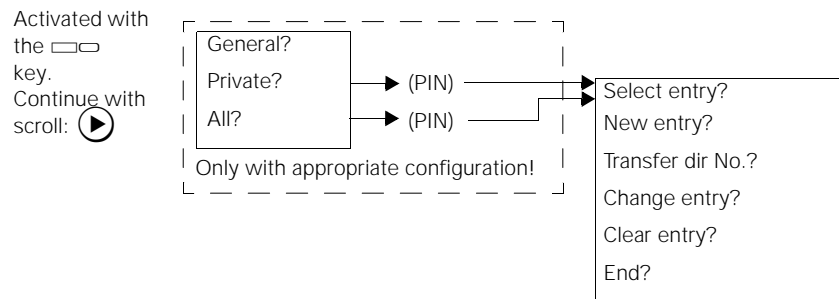 Activated with
the
key.
Continue with
scroll:
General?
Private?
All?
(PIN)
(PIN)
Only with appropriate configuration!
Select entry?
New entry?
Transfer dir No.?
Change entry?
Clear entry?
End?